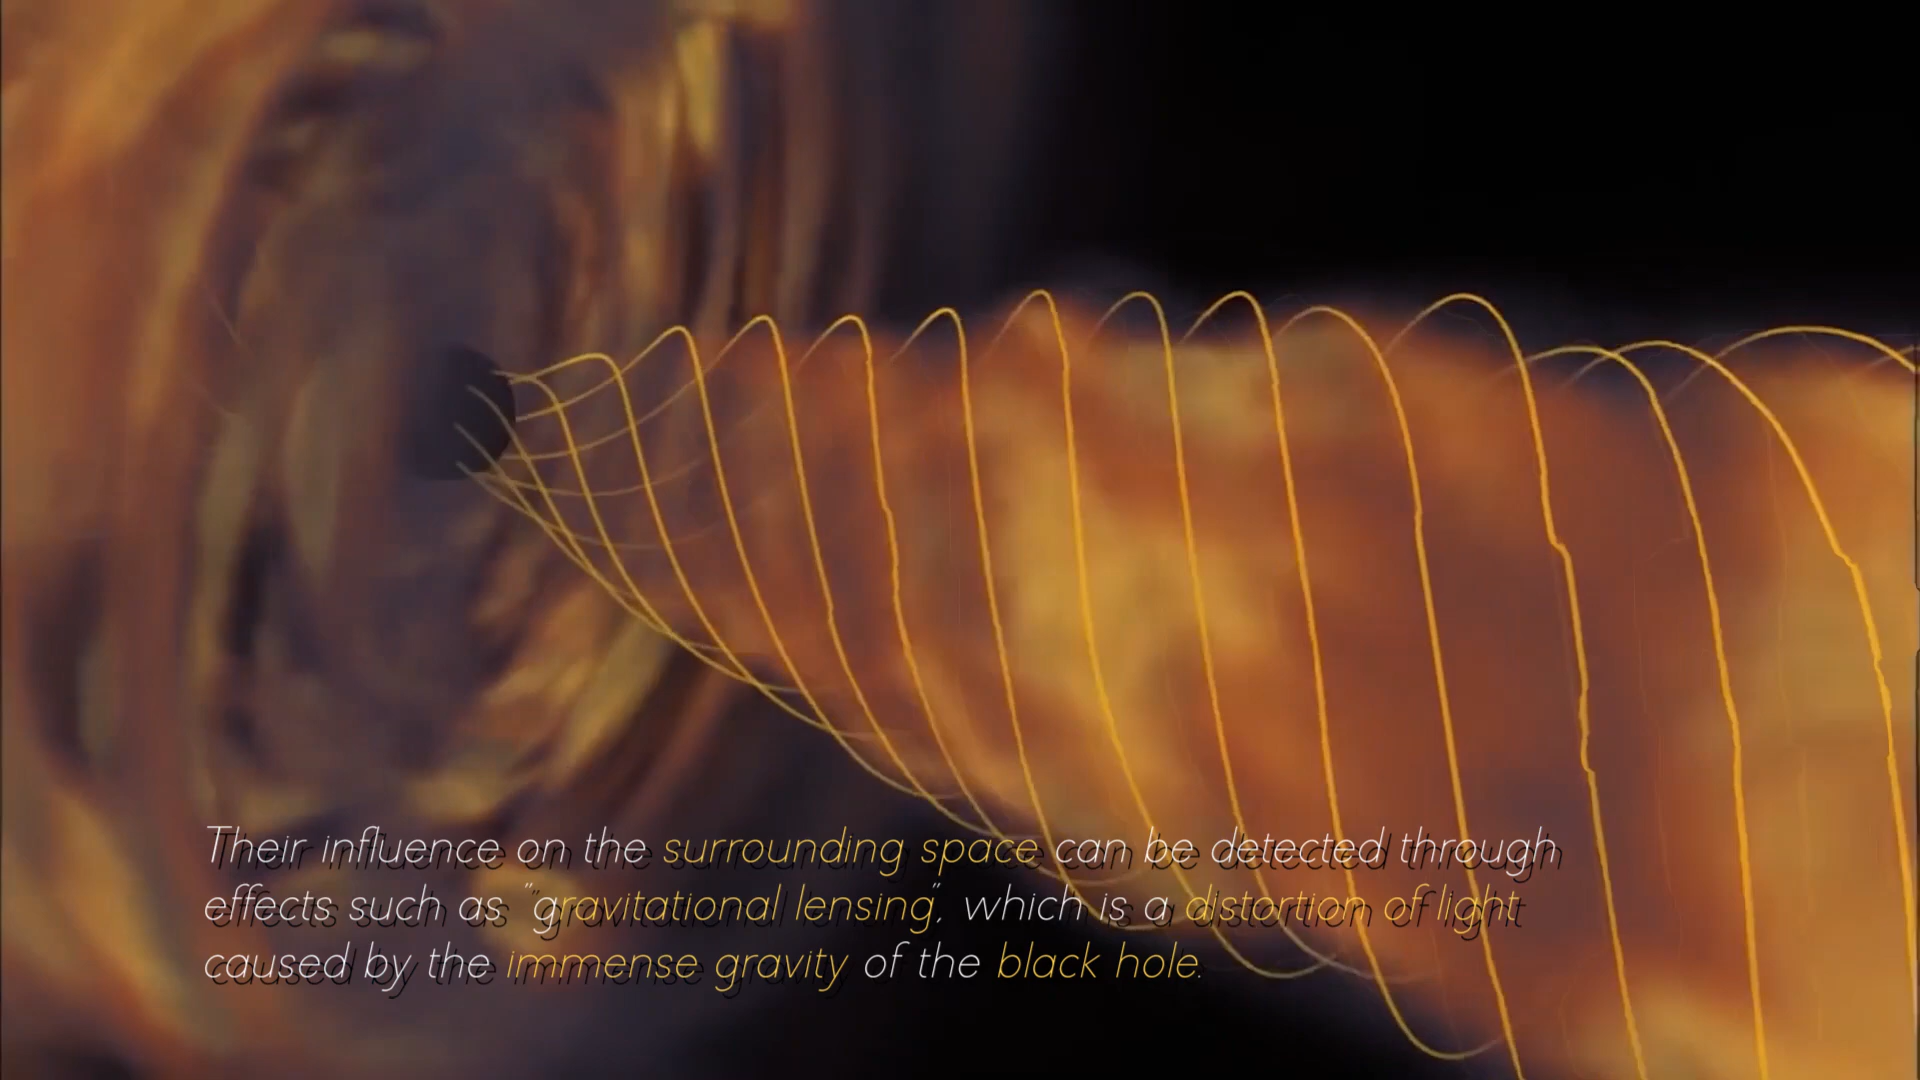 Their influence on the surrounding space can be detected through
effects such as "gravitational lensing", which is a distortion of light
caused by the immense gravity of the black hole.